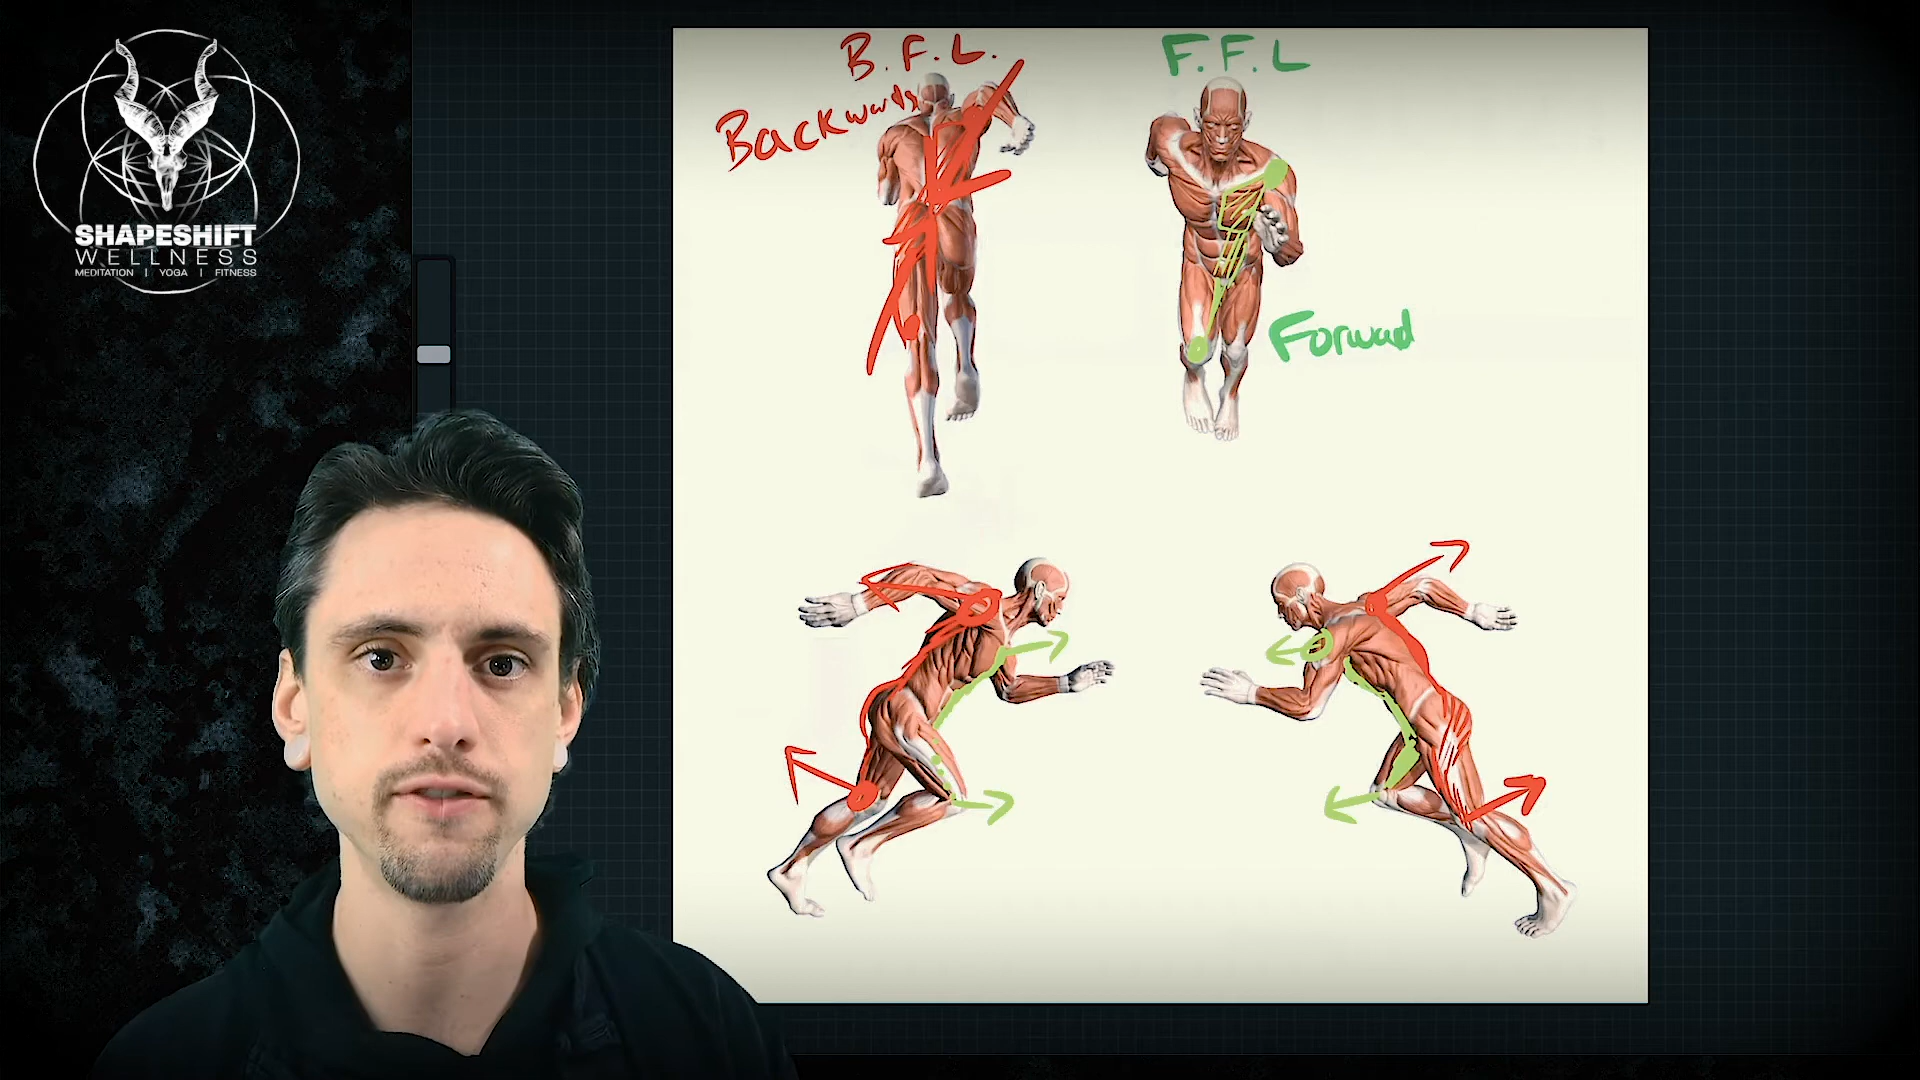 SHAPESHIFT
WELLNESS
MEDITATION | YOGA | FITNESS
B. F. L.
Backwards
F. F. L
Forward